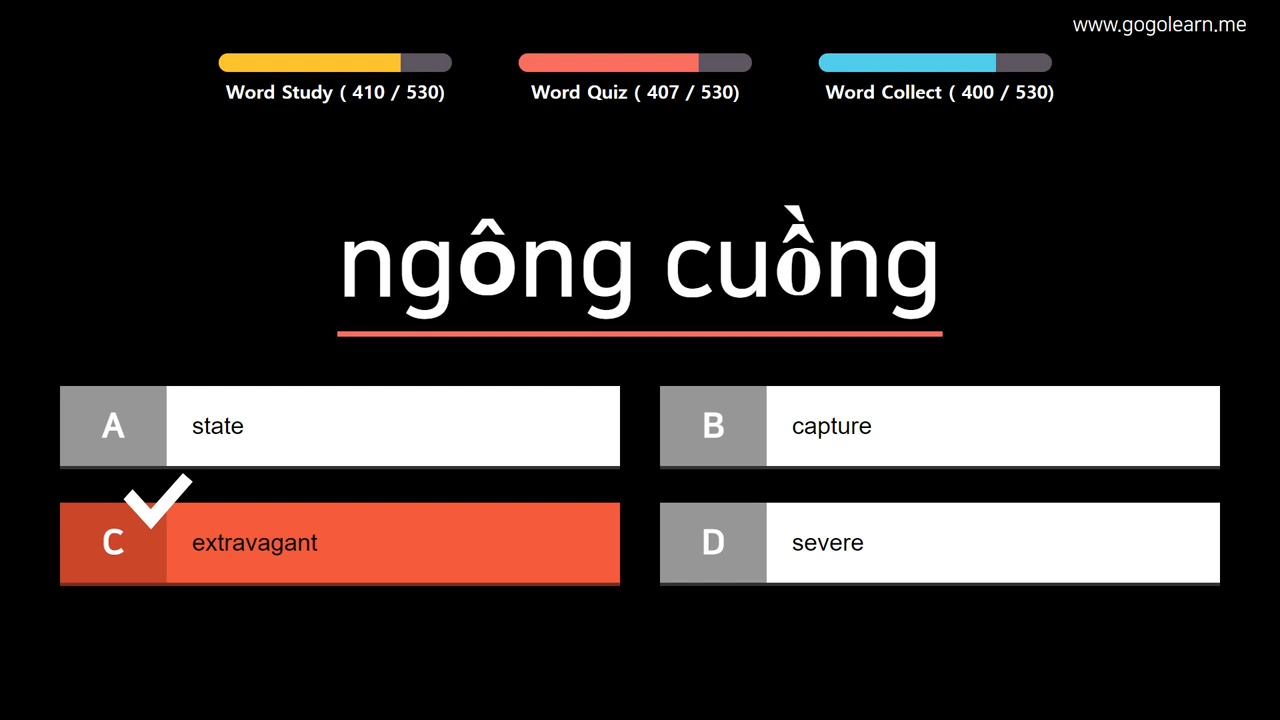 www.gogolearn.me
Word Study ( 410 / 530)
Word Quiz ( 407 / 530)
Word Collect ( 400 / 530)
ngông cuồng
A state
B capture
C extravagant
D severe